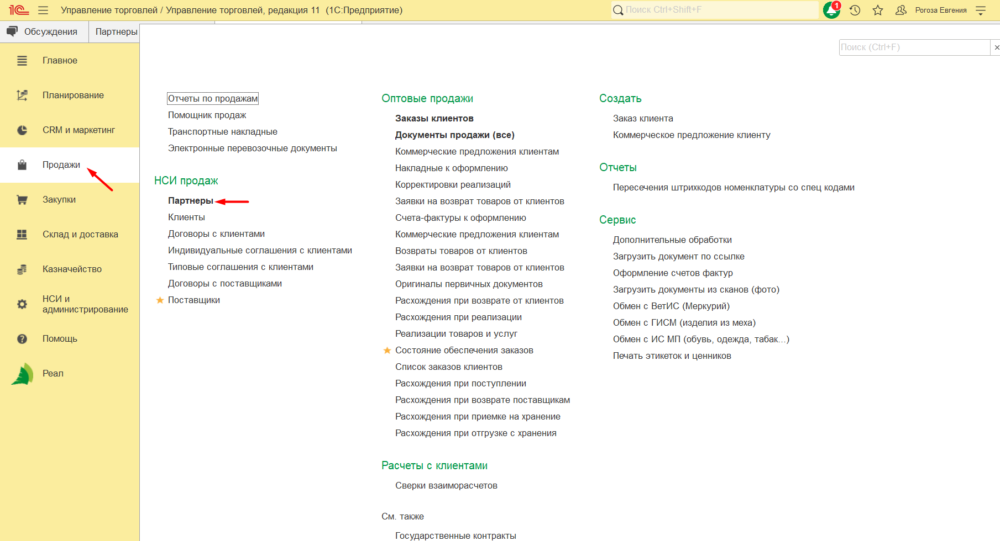 1С Управление торговлей / Управление торговлей, редакция 11 (1С:Предприятие)
Поиск Ctrl+Shift+F
1
Рогоза Евгения
Обсуждения
Партнеры
Поиск (Ctrl+F)
×
Главное
Планирование
CRM и маркетинг
Продажи
Закупки
Склад и доставка
Казначейство
НСИ и
администрирование
Помощь
Реал
Отчеты по продажам
Помощник продаж
Транспортные накладные
Электронные перевозочные документы
НСИ продаж
Партнеры
Клиенты
Договоры с клиентами
Индивидуальные соглашения с клиентами
Типовые соглашения с клиентами
Договоры с поставщиками
Поставщики
Оптовые продажи
Заказы клиентов
Документы продажи (все)
Коммерческие предложения клиентам
Накладные к оформлению
Корректировки реализаций
Заявки на возврат товаров от клиентов
Счета-фактуры к оформлению
Коммерческие предложения клиентам
Возвраты товаров от клиентов
Заявки на возврат товаров от клиентов
Оригиналы первичных документов
Расхождения при возврате от клиентов
Расхождения при реализации
Реализации товаров и услуг
Состояние обеспечения заказов
Список заказов клиентов
Расхождения при поступлении
Расхождения при возврате поставщикам
Расхождения при приемке на хранение
Расхождения при отгрузке с хранения
Расчеты с клиентами
Сверки взаиморасчетов
См. также
Государственные контракты
Создать
Заказ клиента
Коммерческое предложение клиенту
Отчеты
Пересечения штрихкодов номенклатуры со спец кодами
Сервис
Дополнительные обработки
Загрузить документ по ссылке
Оформление счетов фактур
Загрузить документы из сканов (фото)
Обмен с ВетИС (Меркурий)
Обмен с ГИСМ (изделия из меха)
Обмен с ИС МП (обувь, одежда, табак...)
Печать этикеток и ценников